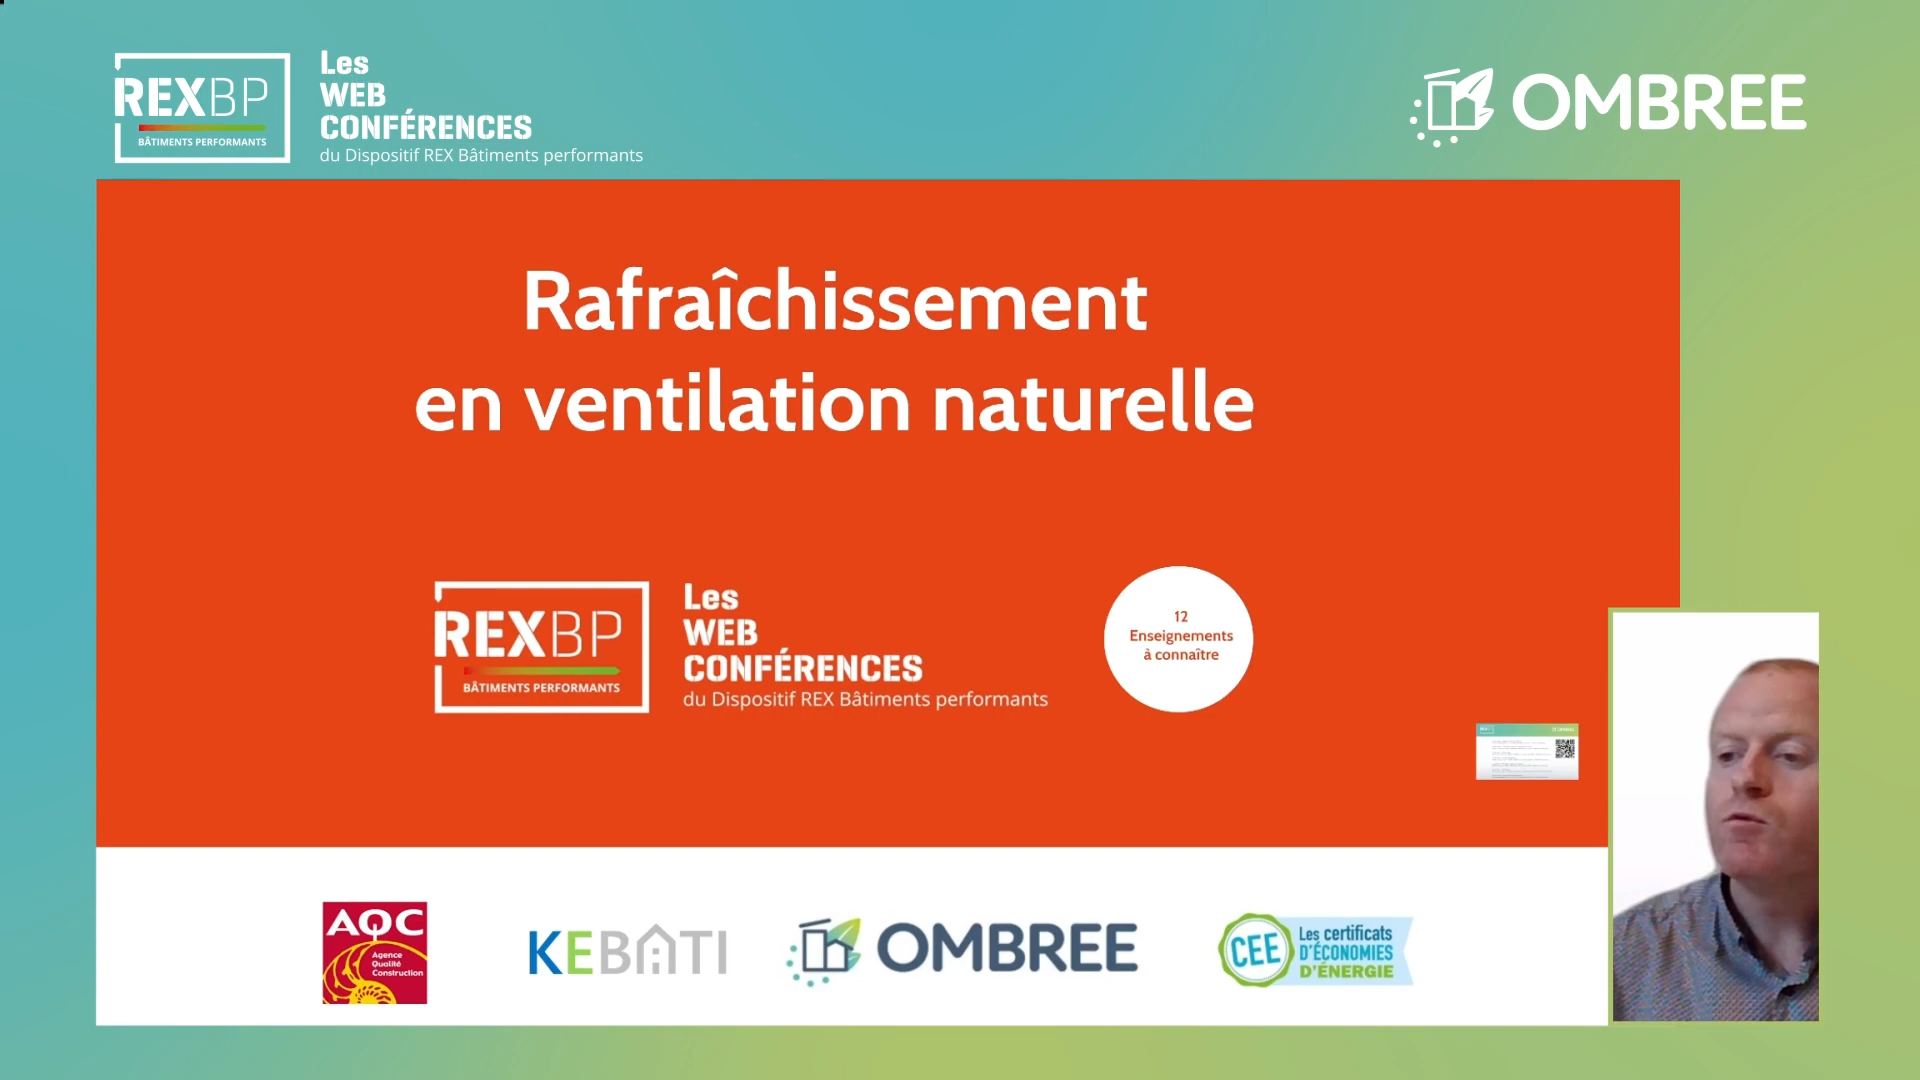 REXBP
BÂTIMENTS PERFORMANTS
Les
WEB
CONFÉRENCES
du Dispositif REX Bâtiments performants
OMBREE
Rafraîchissement
en ventilation naturelle
REXBP
BÂTIMENTS PERFORMANTS
Les
WEB
CONFÉRENCES
du Dispositif REX Bâtiments performants
12
Enseignements
à connaître
AQC
Agence
Qualité
Construction
KEBATI
OMBREE
CEE
Les certificats
D'ÉCONOMIES
D'ÉNERGIE